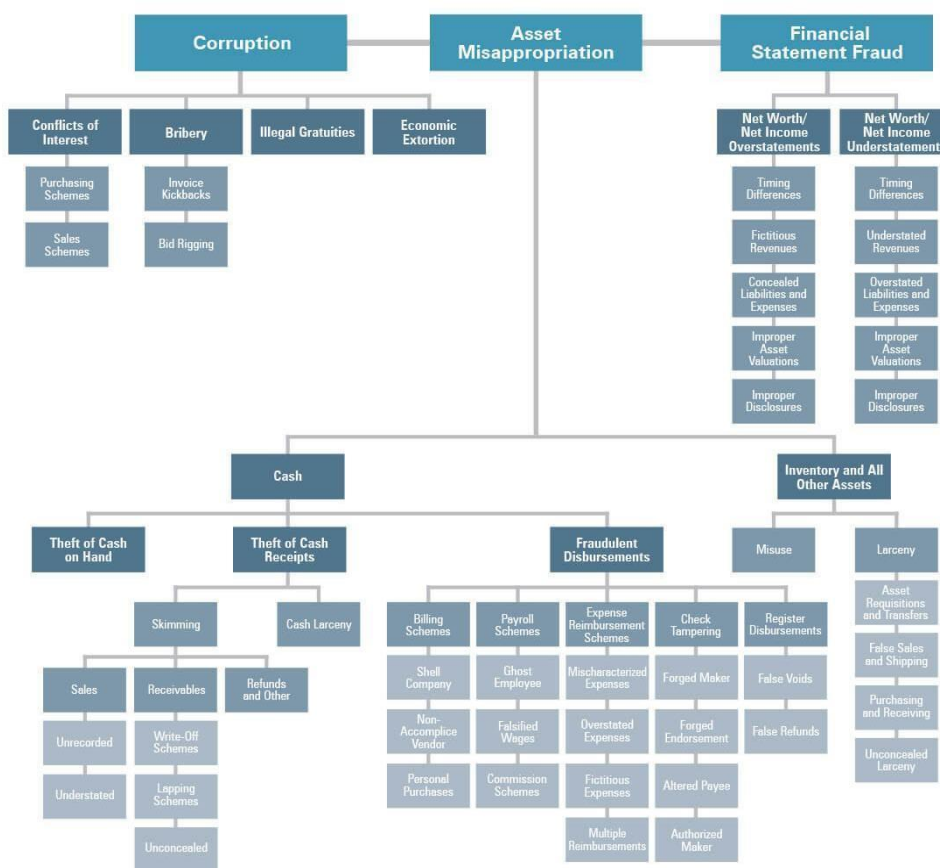 Corruption
Asset
Misappropriation
Financial
Statement Fraud
Conflicts of
Interest
Bribery
Illegal Gratuities
Economic
Extortion
Net Worth/
Net Income
Overstatements
Net Worth/
Net Income
Understatement
Purchasing
Schemes
Sales
Schemes
Invoice
Kickbacks
Bid Rigging
Timing
Differences
Fictitious
Revenues
Concealed
Liabilities and
Expenses
Improper
Asset
Valuations
Improper
Disclosures
Timing
Differences
Understated
Revenues
Overstated
Liabilities and
Expenses
Improper
Asset
Valuations
Improper
Disclosures
Cash
Inventory and All
Other Assets
Theft of Cash
on Hand
Theft of Cash
Receipts
Fraudulent
Disbursements
Misuse
Larceny
Asset
Requisitions
and Transfers
False Sales
and Shipping
Purchasing
and Receiving
Unconcealed
Larceny
Skimming
Cash Larceny
Sales
Unrecorded
Understated
Receivables
Write-Off
Schemes
Lapping
Schemes
Unconcealed
Refunds
and Other
Billing
Schemes
Shell
Company
Non-
Accomplice
Vendor
Personal
Purchases
Payroll
Schemes
Ghost
Employee
Falsified
Wages
Commission
Schemes
Expense
Reimbursement
Schemes
Mischaracterized
Expenses
Overstated
Expenses
Fictitious
Expenses
Multiple
Reimbursements
Check
Tampering
Forged Maker
Forged
Endorsement
Altered Payee
Authorized
Maker
Register
Disbursements
False Voids
False Refunds